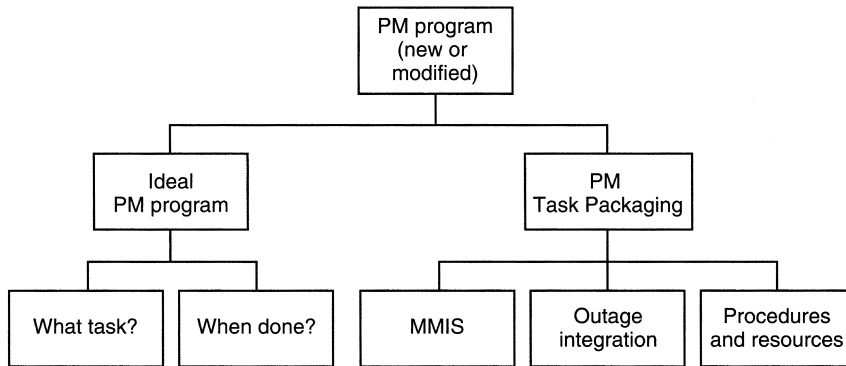 PM program
(new or
modified)
Ideal
PM program
PM
Task Packaging
What task?
When done?
MMIS
Outage
integration
Procedures
and resources